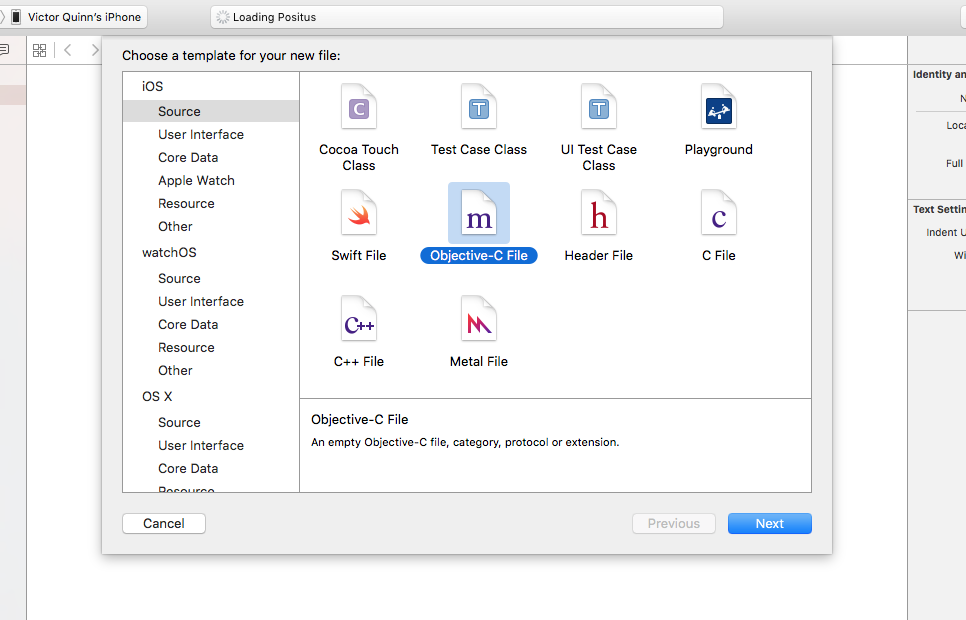 Victor Quinn's iPhone
Loading Positus
Choose a template for your new file:
iOS
Source
User Interface
Core Data
Apple Watch
Resource
Other
watchOS
Source
User Interface
Core Data
Resource
Other
OS X
Source
User Interface
Core Data
Resource
C
Cocoa Touch
Class
T
Test Case Class
T
UI Test Case
Class
Playground
Swift File
m
Objective-C File
h
Header File
c
C File
C++
C++ File
Metal File
Objective-C File
An empty Objective-C file, category, protocol or extension.
Cancel
Previous
Next
Identity an
N
Loca
Full
Text Settin
Indent U
Wi